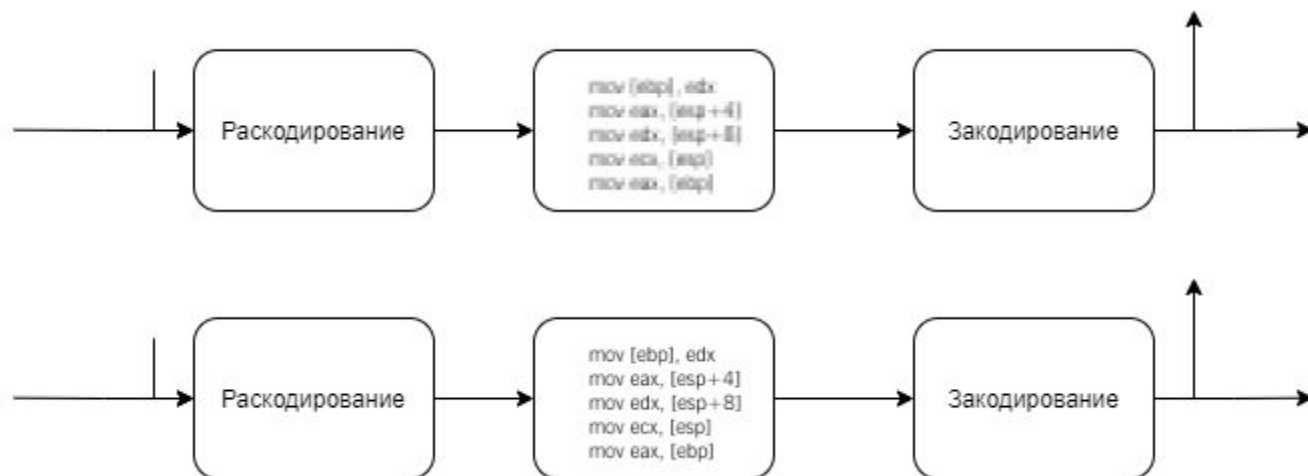 Раскодирование
mov [ebp], edx
mov eax, [esp+4]
mov edx, [esp+8]
mov ecx, [esp]
mov eax, [ebp]
Закодирование
Раскодирование
mov [ebp], edx
mov eax, [esp+4]
mov edx, [esp+8]
mov ecx, [esp]
mov eax, [ebp]
Закодирование